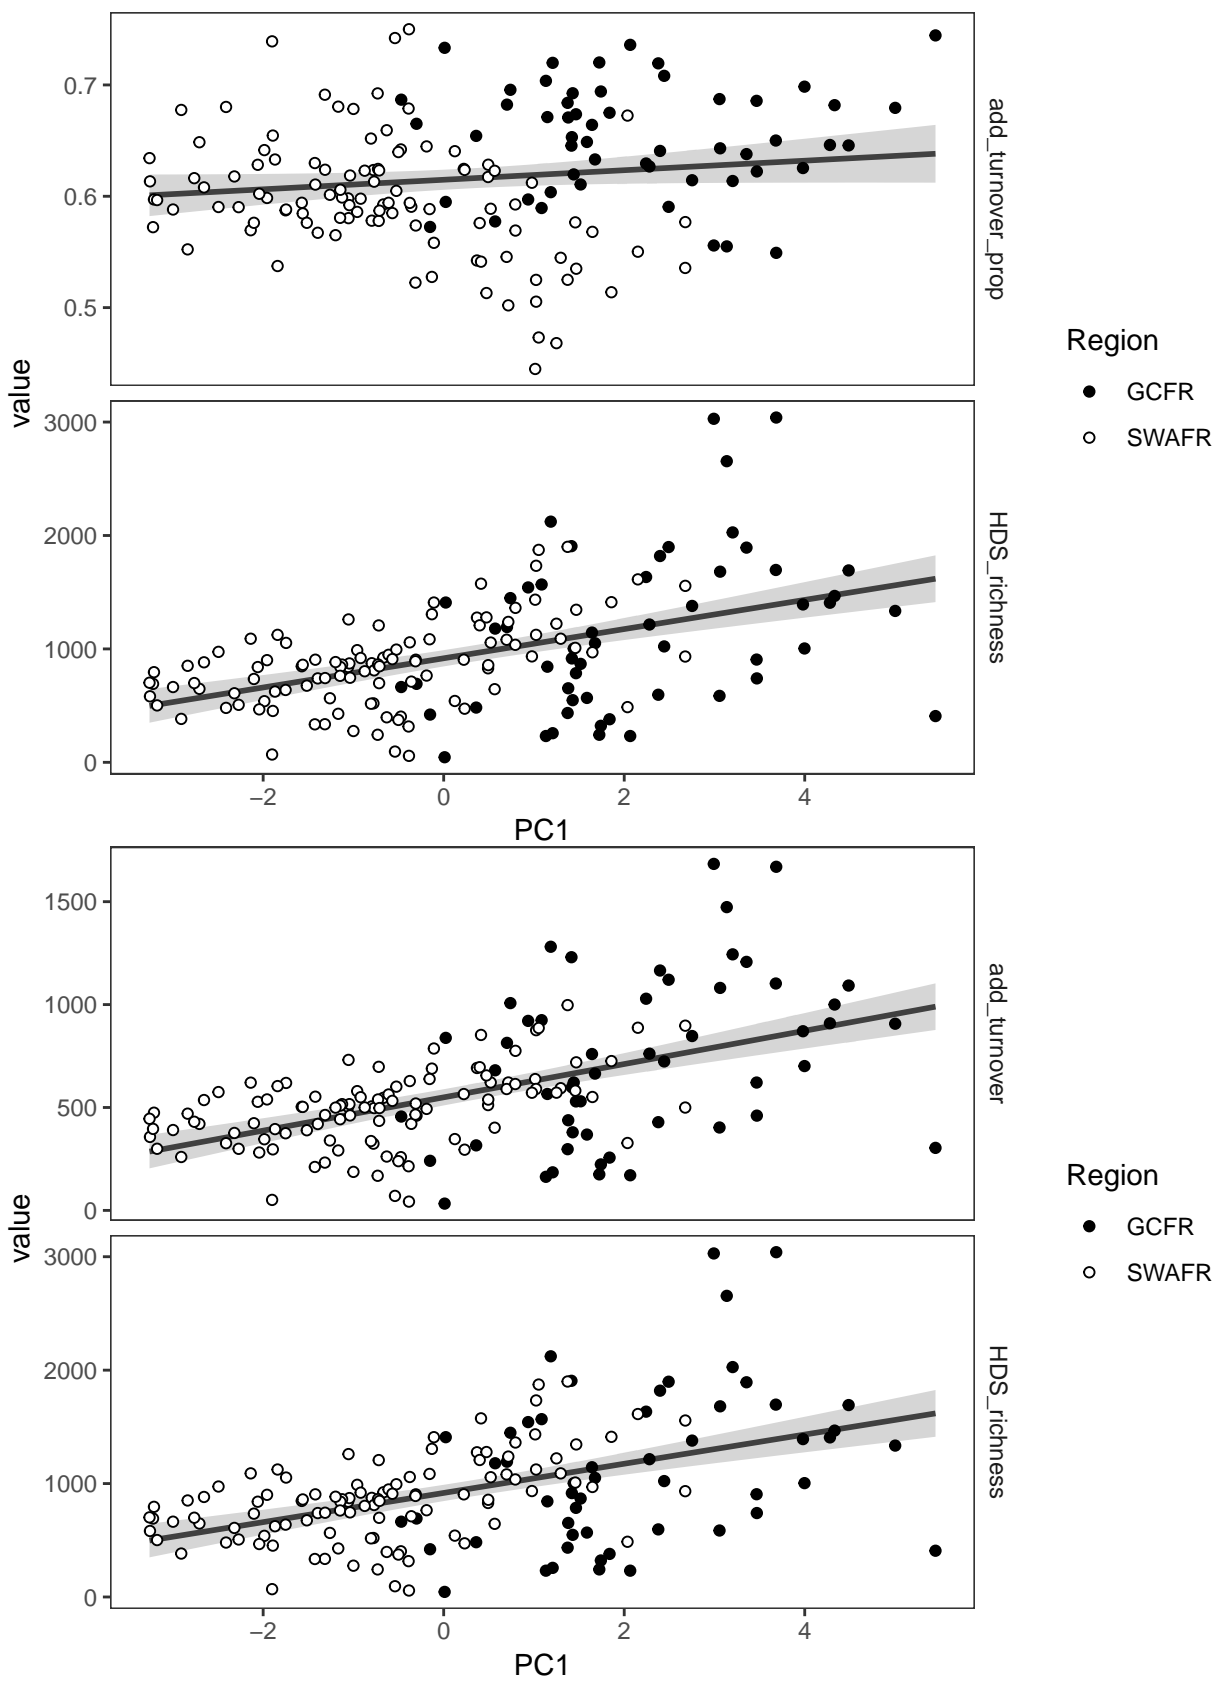 0.7
0.6
0.5
add_turnover_prop
value
3000
2000
1000
0
HDS_richness
−2 0 2 4
PC1
Region
GCFR
SWAFR
1500
1000
500
0
add_turnover
value
3000
2000
1000
0
HDS_richness
−2 0 2 4
PC1
Region
GCFR
SWAFR